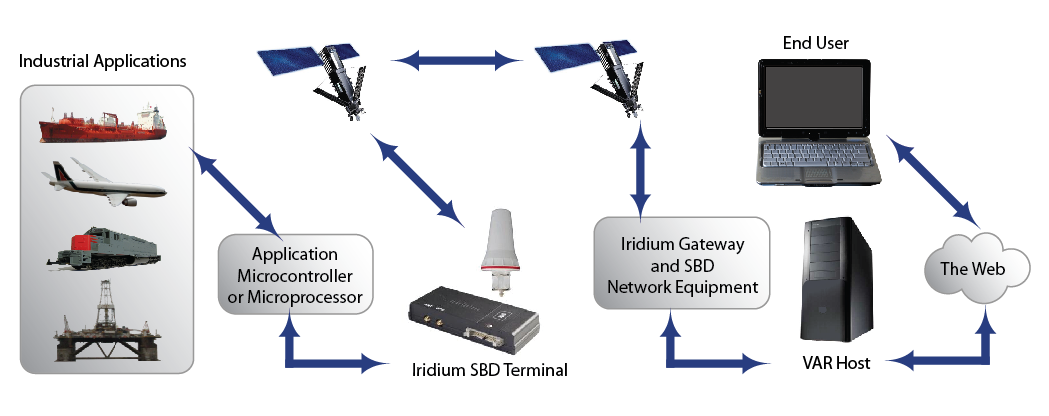 Industrial Applications
End User
Application
Microcontroller
or Microprocessor
Iridium Gateway
and SBD
Network Equipment
The Web
Iridium SBD Terminal
VAR Host